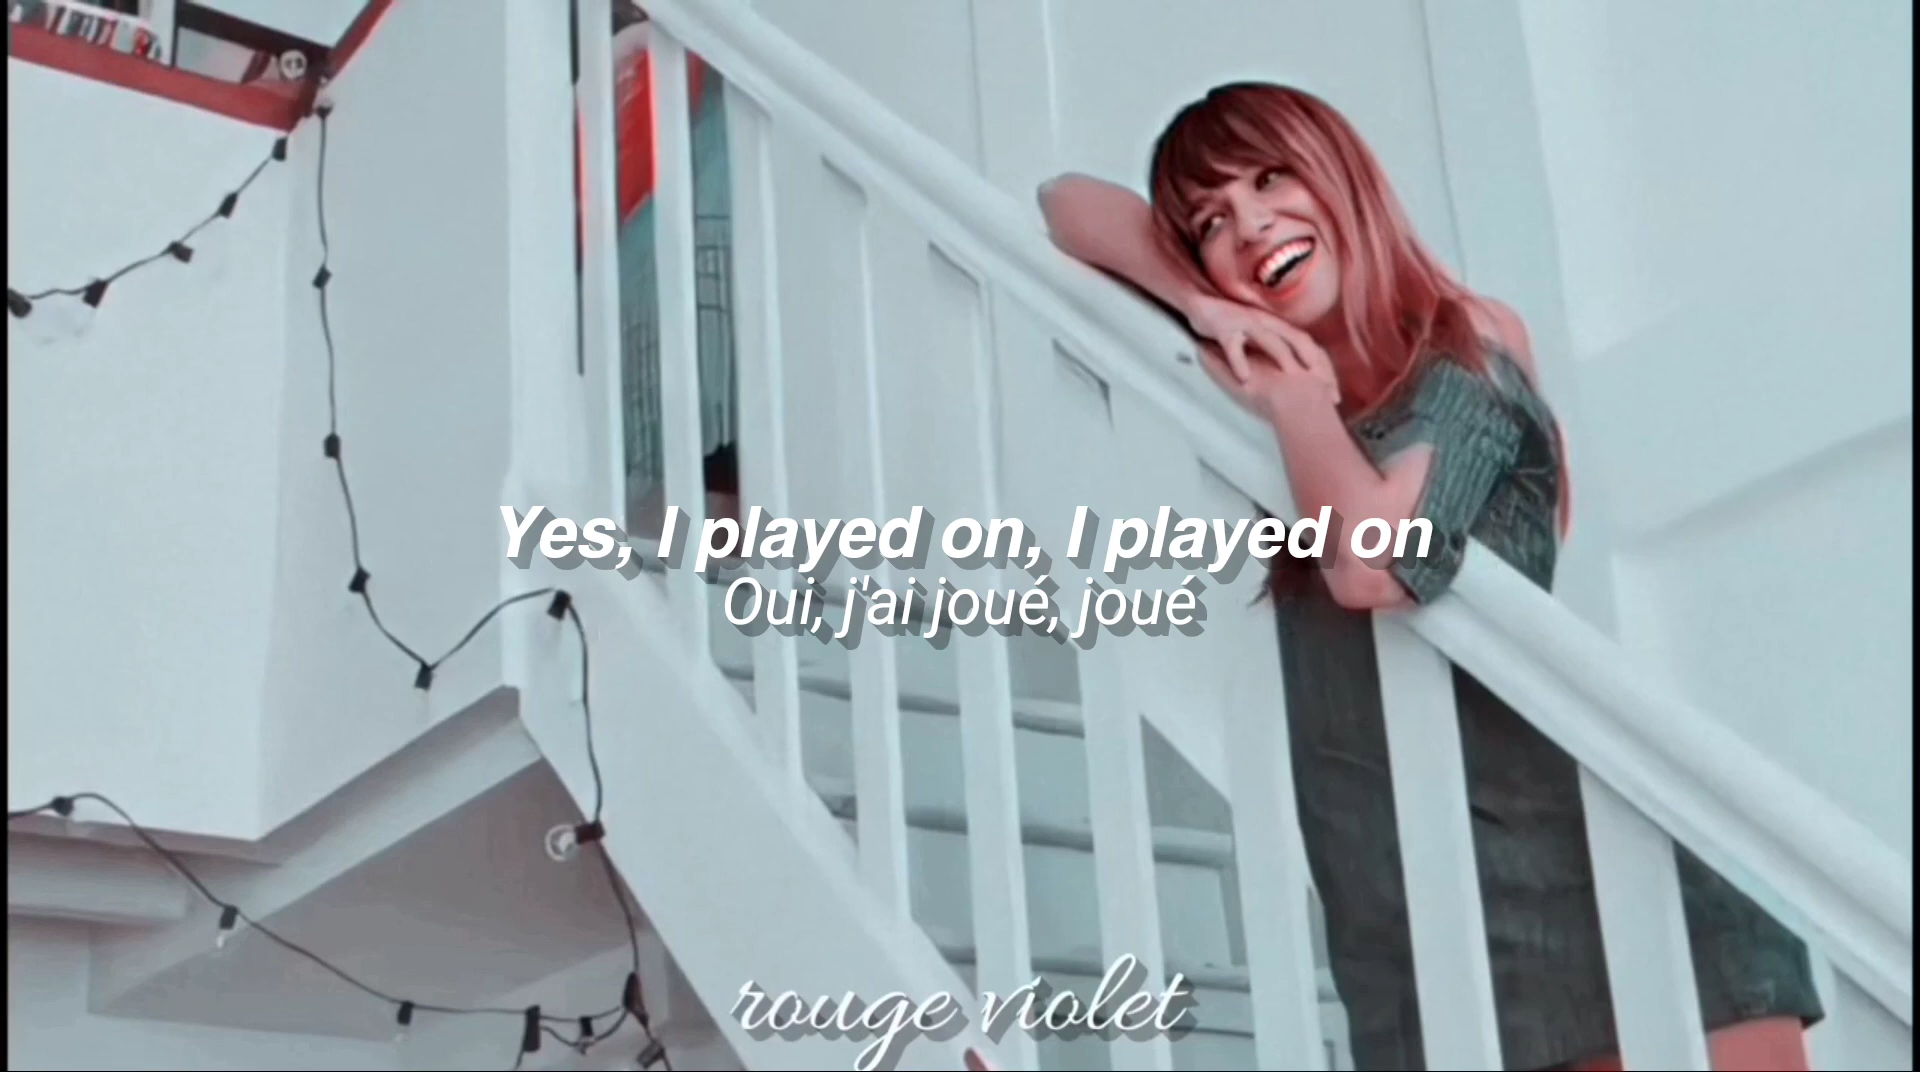 Yes, I played on, I played on
Oui, j'ai joué, joué
rouge violet